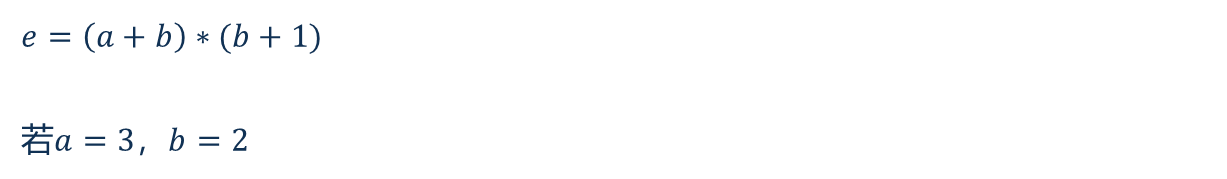 e = (a + b) * (b + 1)
若a = 3，b = 2